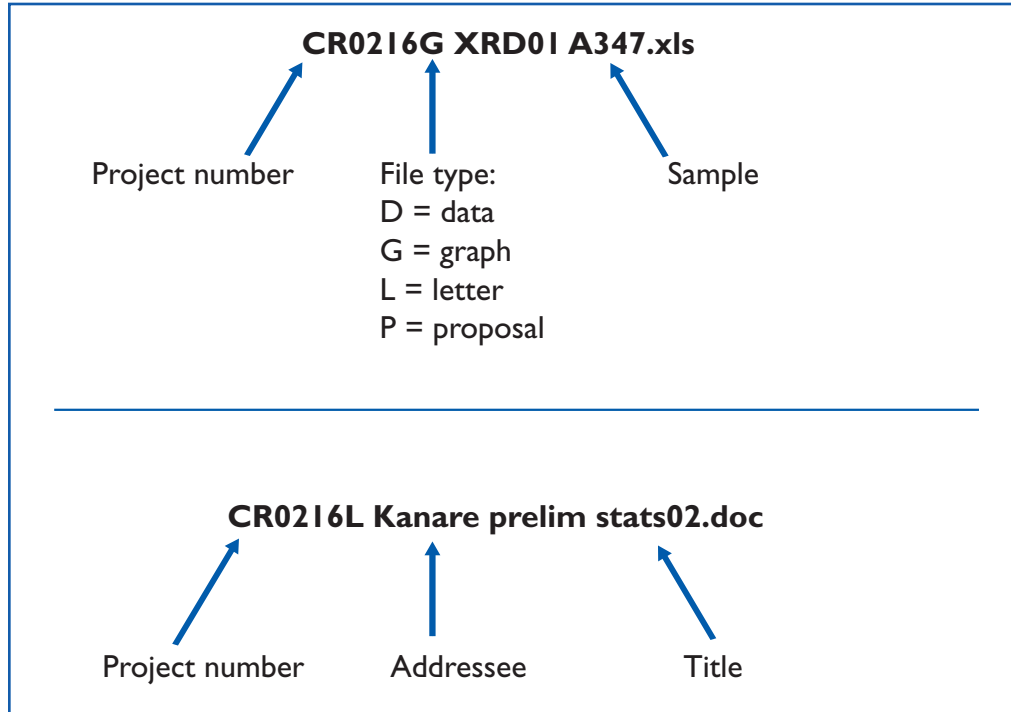 CR0216G XRD01 A347.xls
Project number File type: Sample
D = data
G = graph
L = letter
P = proposal
CR0216L Kanare prelim stats02.doc
Project number Addressee Title